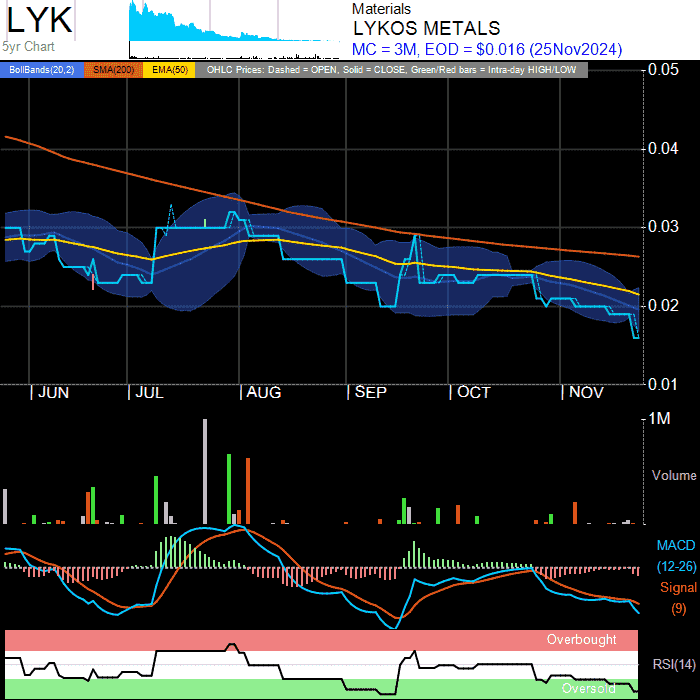 LYK
5yr Chart
Materials
LYKOS METALS
MC = 3M, EOD = $0.016 (25Nov2024)
BollBands(20,2) SMA(200) EMA(50) OHLC Prices: Dashed = OPEN, Solid = CLOSE, Green/Red bars = Intra-day HIGH/LOW
0.05
0.04
0.03
0.02
0.01
JUN JUL AUG SEP OCT NOV
1M
Volume
MACD
(12-26)
Signal
(9)
Overbought
RSI(14)
Oversold